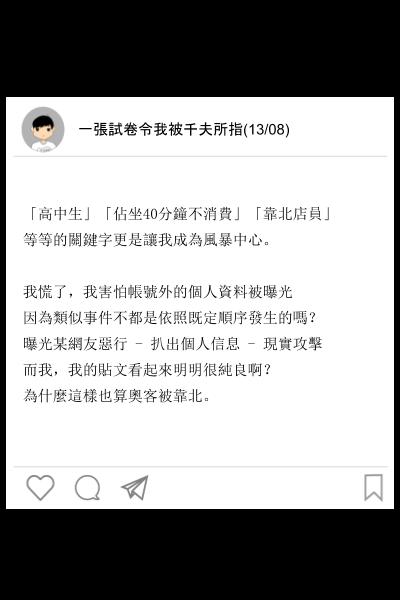 一張試卷令我被千夫所指(13/08)
「高中生」「佔坐40分鐘不消費」「靠北店員」
等等的關鍵字更是讓我成為風暴中心。
我慌了，我害怕帳號外的個人資料被曝光
因為類似事件不都是依照既定順序發生的嗎？
曝光某網友惡行 - 扒出個人信息 - 現實攻擊
而我，我的貼文看起來明明很純良啊？
為什麼這樣也算奧客被靠北。